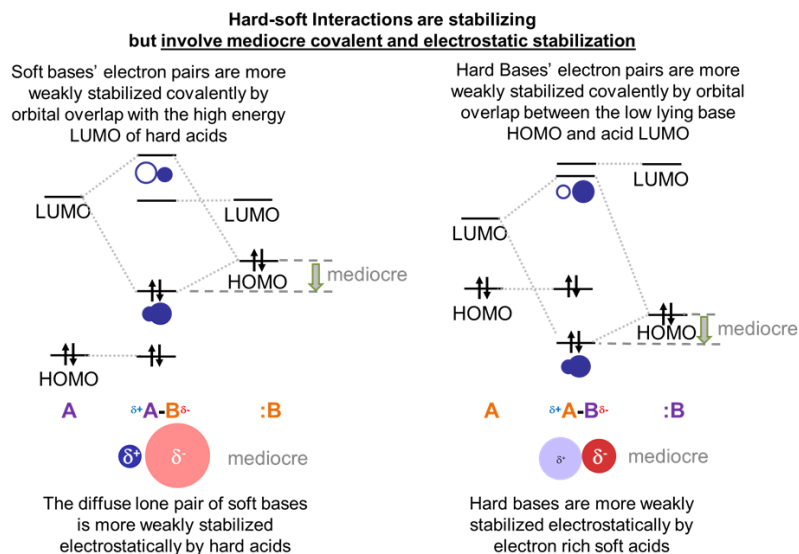 Hard-soft Interactions are stabilizing
but involve mediocre covalent and electrostatic stabilization
Soft bases' electron pairs are more
weakly stabilized covalently by
orbital overlap with the high energy
LUMO of hard acids
LUMO
LUMO
HOMO
mediocre
HOMO
A
δ+A-Bδ-
:B
δ+
δ-
mediocre
The diffuse lone pair of soft bases
is more weakly stabilized
electrostatically by hard acids
Hard Bases' electron pairs are more
weakly stabilized covalently by orbital
overlap between the low lying base
HOMO and acid LUMO
LUMO
LUMO
HOMO
HOMO
mediocre
A
δ+A-Bδ-
:B
δ+
δ-
mediocre
Hard bases are more weakly
stabilized electrostatically by
electron rich soft acids